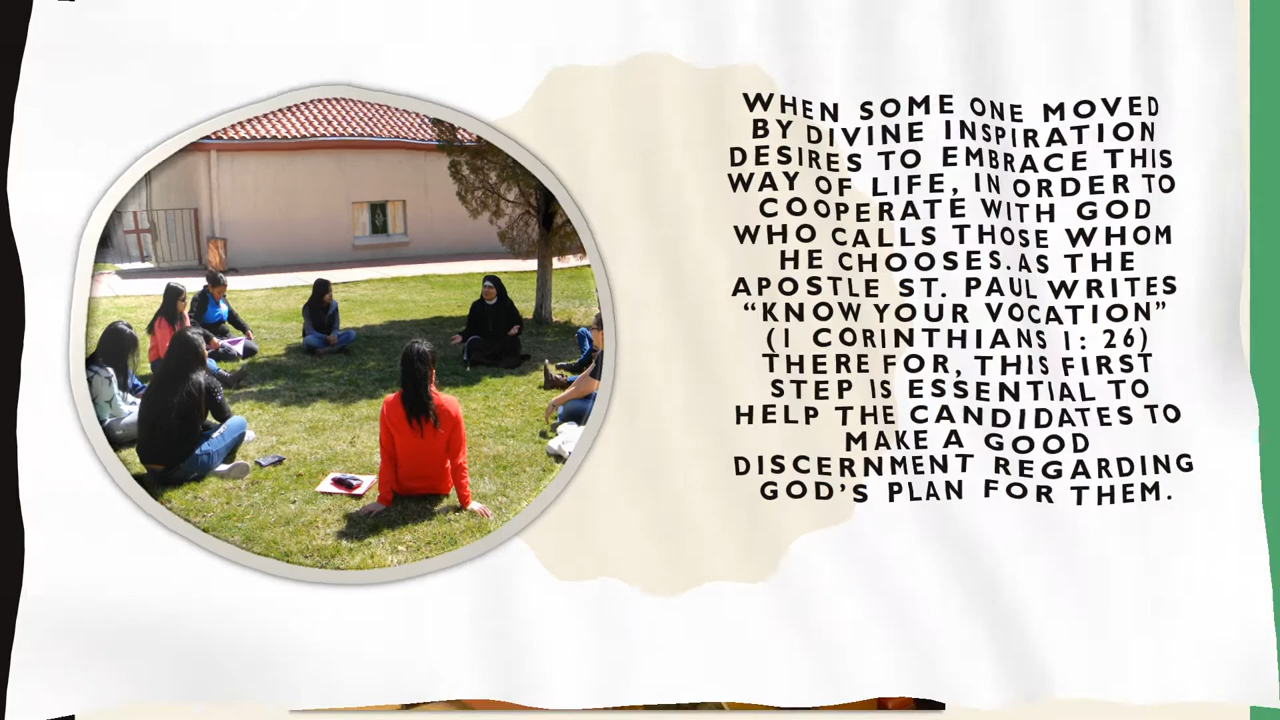 WHEN SOME ONE MOVED
BY DIVINE INSPIRATION
DESIRES TO EMBRACE THIS
WAY OF LIFE, IN ORDER TO
COOPERATE WITH GOD
WHO CALLS THOSE WHOM
HE CHOOSES.AS THE
APOSTLE ST. PAUL WRITES
“KNOW YOUR VOCATION”
(1 CORINTHIANS 1: 26)
THERE FOR, THIS FIRST
STEP IS ESSENTIAL TO
HELP THE CANDIDATES TO
MAKE A GOOD
DISCERNMENT REGARDING
GOD’S PLAN FOR THEM.